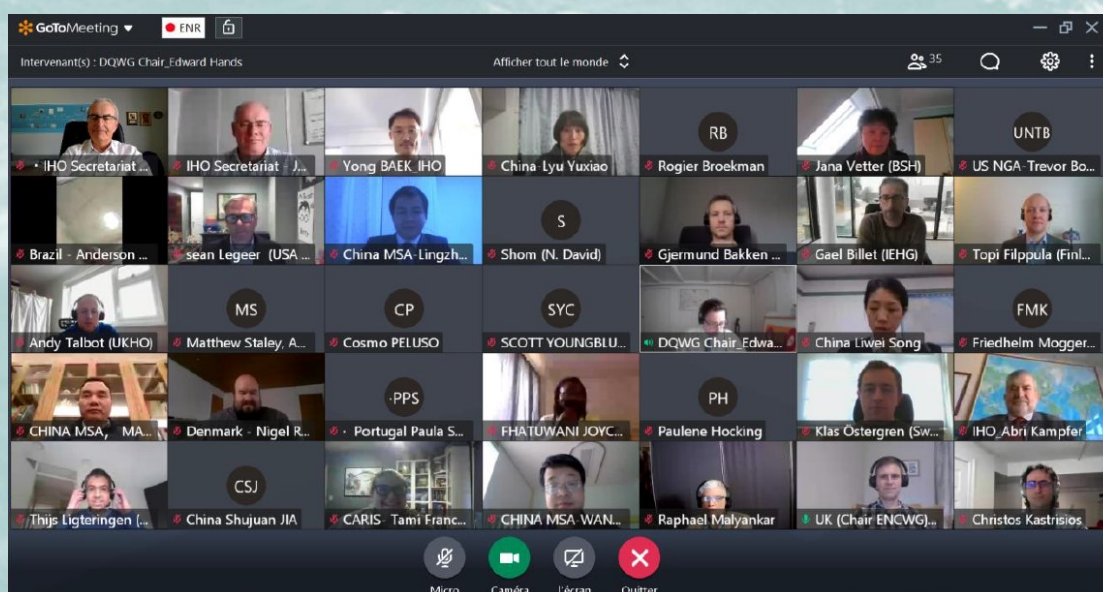 GoToMeeting
ENR
Intervenant(s) : DQWG Chair_Edward Hands
Afficher tout le monde
35
· IHO Secretariat ...
IHO Secretariat - J...
Yong BAEK_IHO
China-Lyu Yuxiao
RB
Rogier Broekman
Jana Vetter (BSH)
UNTB
US NGA-Trevor Bo...
Brazil - Anderson ...
sean Legeer (USA ...
China MSA-Lingzh...
S
Shom (N. David)
Gjermund Bakken ...
Gael Billet (IEHG)
Topi Filppula (Finl...
Andy Talbot (UKHO)
MS
Matthew Staley, A...
CP
Cosmo PELUSO
SYC
SCOTT YOUNGBLU...
DQWG Chair_Edwa...
China Liwei Song
FMK
Friedhelm Mogger...
CHINA MSA, MA...
Denmark - Nigel R...
·PPS
· Portugal Paula S...
FHATUWANI JOYC...
PH
Paulene Hocking
Klas Östergren (Sw...
IHO_Abri Kampfer
Thijs Ligteringen (...
CSJ
China Shujuan JIA
CARIS- Tami Franc...
CHINA MSA-WAN...
Raphael Malyankar
UK (Chair ENCWG)...
Christos Kastrisios
Micro
Caméra
l'écran
Quitter